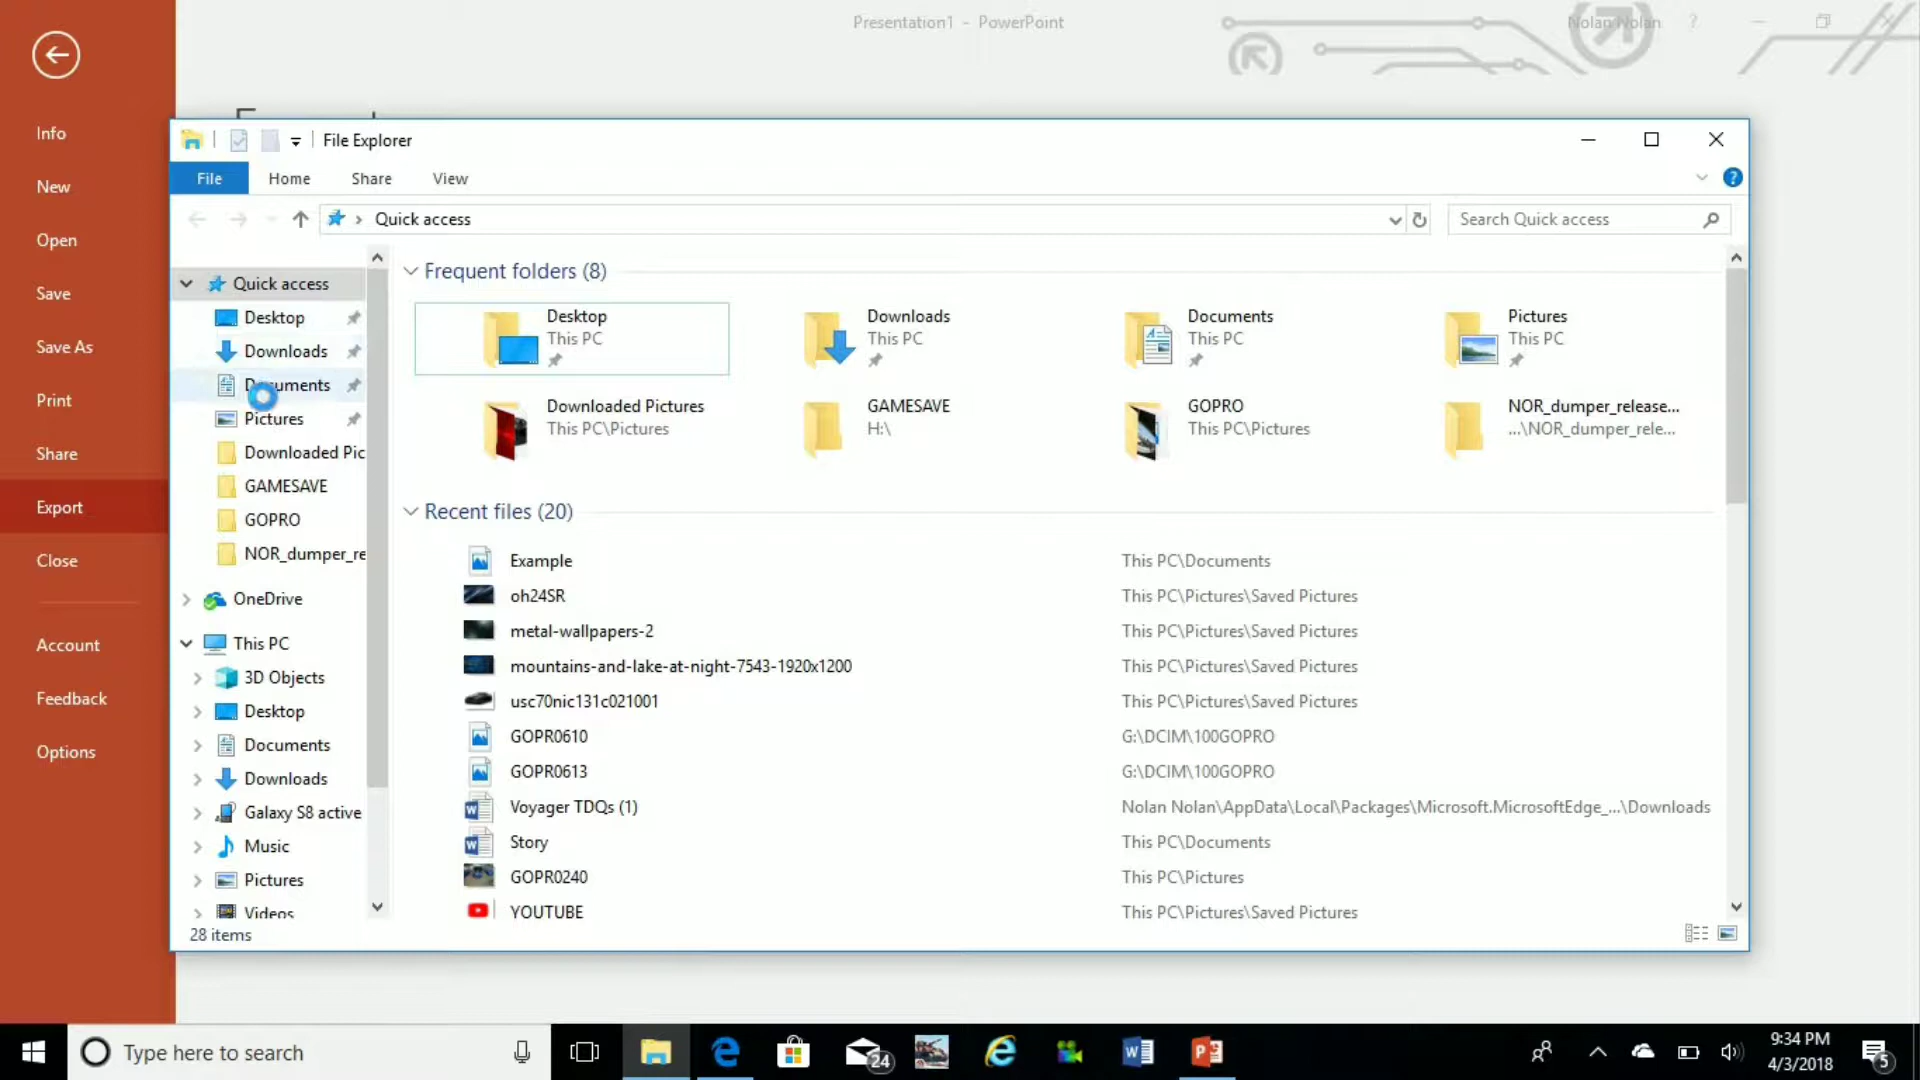 Presentation1 - PowerPoint
Nolan Nolan
?
Info
New
Open
Save
Save As
Print
Share
Export
Close
Account
Feedback
Options
File Explorer
File Home Share View
Quick access
Search Quick access
Quick access
Desktop
Downloads
Documents
Pictures
Downloaded Pic
GAMESAVE
GOPRO
NOR_dumper_re
OneDrive
This PC
3D Objects
Desktop
Documents
Downloads
Galaxy S8 active
Music
Pictures
Videos
28 items
Frequent folders (8)
Desktop
This PC
Downloads
This PC
Documents
This PC
Pictures
This PC
Downloaded Pictures
This PC\Pictures
GAMESAVE
H:\
GOPRO
This PC\Pictures
NOR_dumper_release...
...\NOR_dumper_rele...
Recent files (20)
Example This PC\Documents
oh24SR This PC\Pictures\Saved Pictures
metal-wallpapers-2 This PC\Pictures\Saved Pictures
mountains-and-lake-at-night-7543-1920x1200 This PC\Pictures\Saved Pictures
usc70nic131c021001 This PC\Pictures\Saved Pictures
GOPR0610 G:\DCIM\100GOPRO
GOPR0613 G:\DCIM\100GOPRO
Voyager TDQs (1) Nolan Nolan\AppData\Local\Packages\Microsoft.MicrosoftEdge_...\Downloads
Story This PC\Documents
GOPR0240 This PC\Pictures
YOUTUBE This PC\Pictures\Saved Pictures
Type here to search
24
9:34 PM
4/3/2018
5